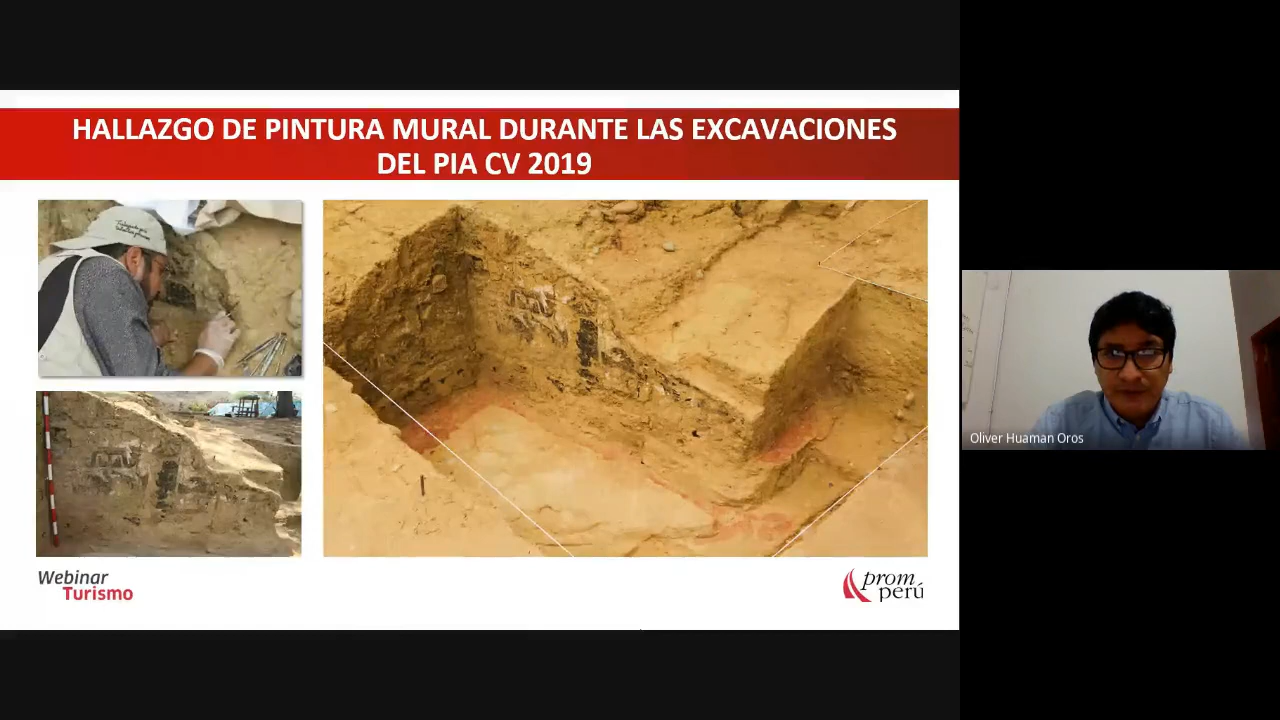 HALLAZGO DE PINTURA MURAL DURANTE LAS EXCAVACIONES
DEL PIA CV 2019
Webinar
Turismo
prom
perú
Oliver Huaman Oros